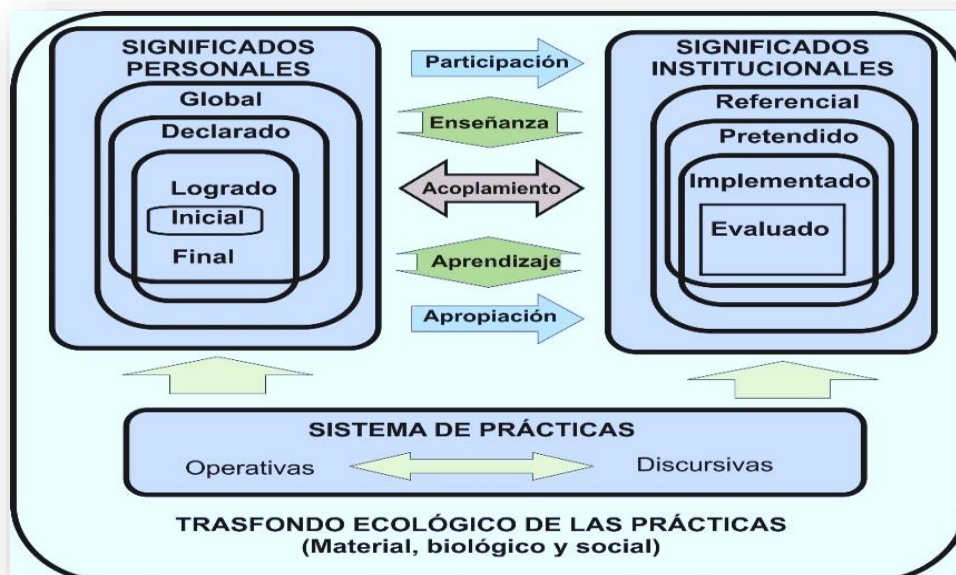 SIGNIFICADOS
PERSONALES
Global
Declarado
Logrado
Inicial
Final
Participación
Enseñanza
Acoplamiento
Aprendizaje
Apropiación
SIGNIFICADOS
INSTITUCIONALES
Referencial
Pretendido
Implementado
Evaluado
SISTEMA DE PRÁCTICAS
Operativas
Discursivas
TRASFONDO ECOLÓGICO DE LAS PRÁCTICAS
(Material, biológico y social)